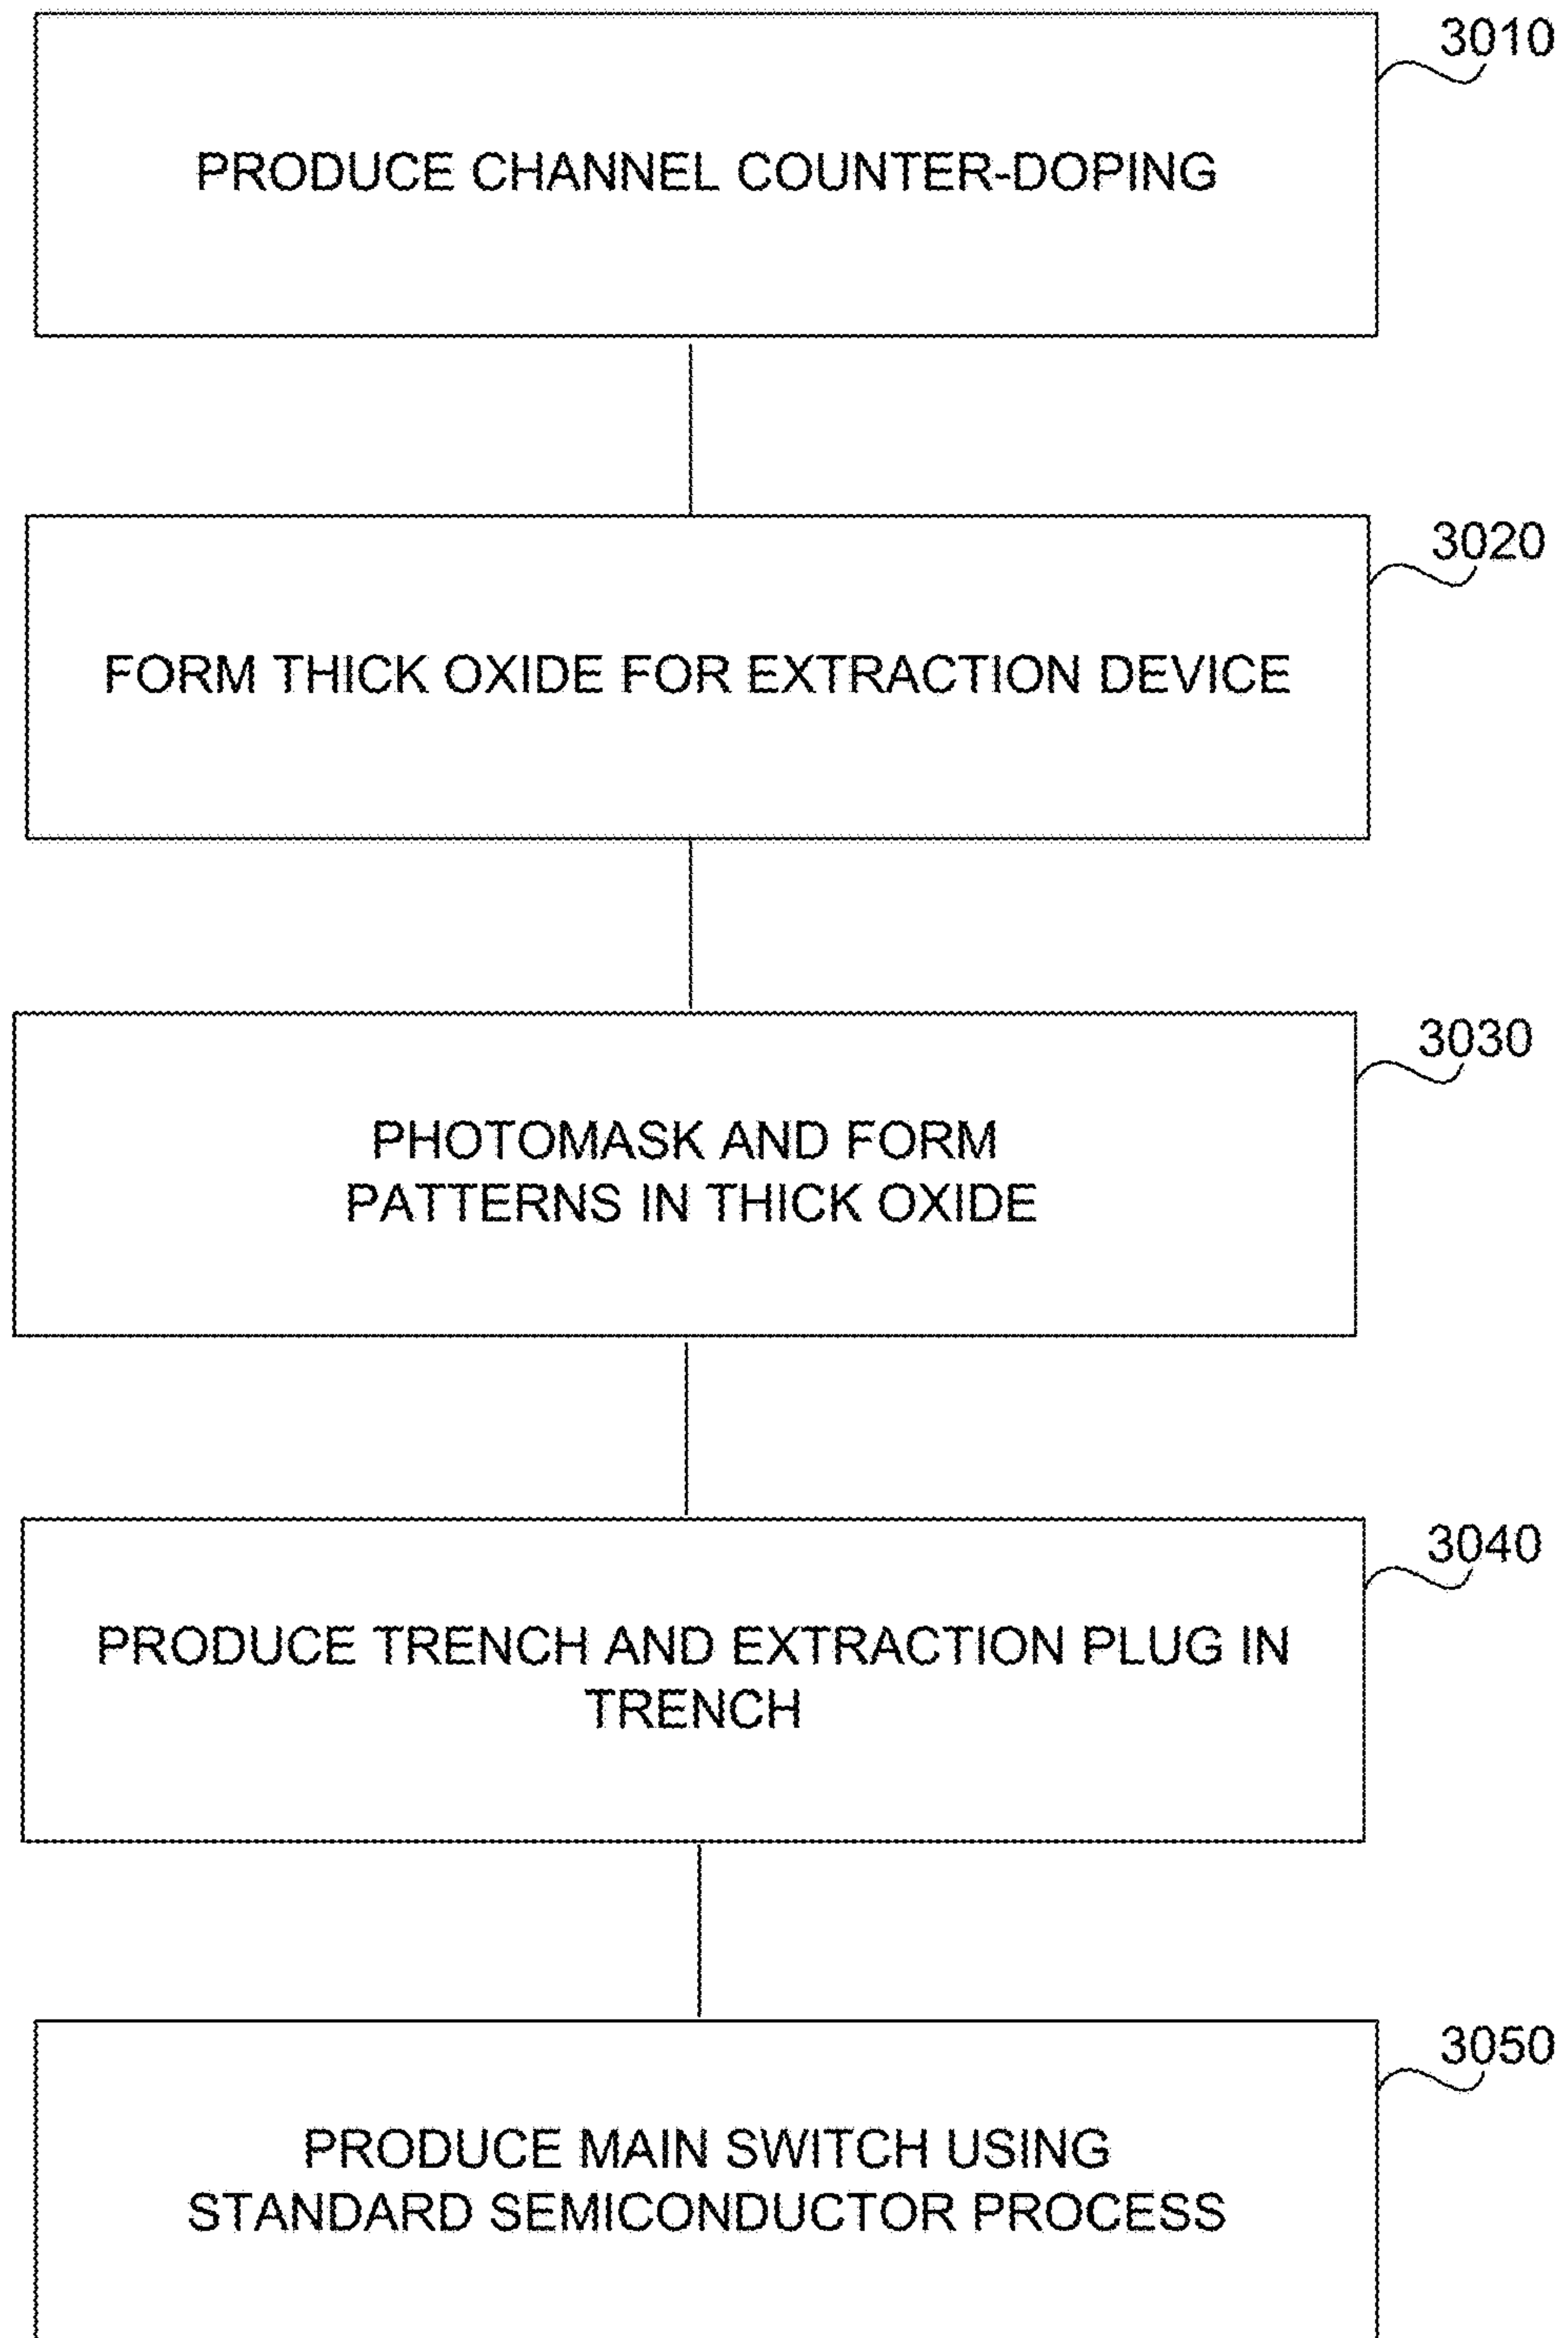 3010
PRODUCE CHANNEL COUNTER-DOPING
3020
FORM THICK OXIDE FOR EXTRACTION DEVICE
3030
PHOTOMASK AND FORM
PATTERNS IN THICK OXIDE
3040
PRODUCE TRENCH AND EXTRACTION PLUG IN
TRENCH
3050
PRODUCE MAIN SWITCH USING
STANDARD SEMICONDUCTOR PROCESS